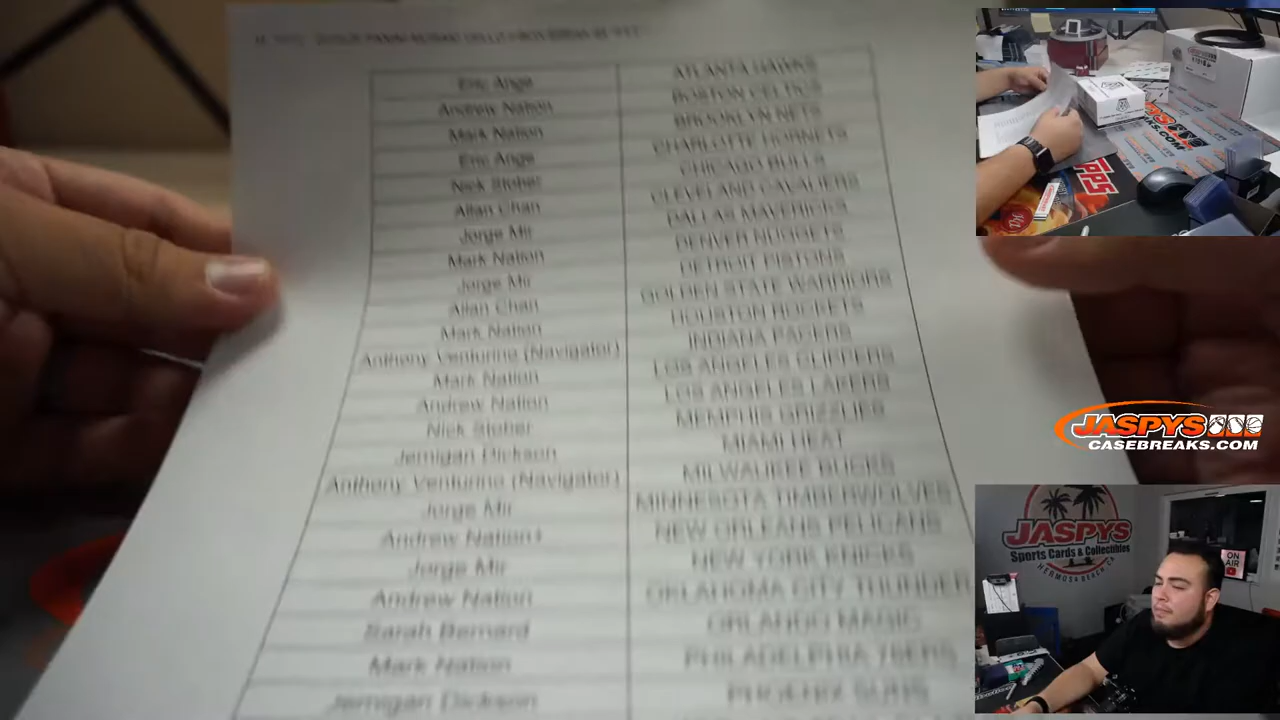 Eric Ange ATLANTA HAWKS
Andrew Nation BOSTON CELTICS
Mark Nation BROOKLYN NETS
Eric Ange CHARLOTTE HORNETS
Nick Stober CHICAGO BULLS
Allan Chan CLEVELAND CAVALIERS
Jorge Mir DALLAS MAVERICKS
Mark Nation DENVER NUGGETS
Jorge Mir DETROIT PISTONS
Allan Chan GOLDEN STATE WARRIORS
Mark Nation HOUSTON ROCKETS
Anthony Venturino (Navigator) INDIANA PACERS
Mark Nation LOS ANGELES CLIPPERS
Andrew Nation LOS ANGELES LAKERS
Nick Stober MEMPHIS GRIZZLIES
Jernigan Dickson MIAMI HEAT
Anthony Venturino (Navigator) MILWAUKEE BUCKS
Jorge Mir MINNESOTA TIMBERWOLVES
Andrew Nation+ NEW ORLEANS PELICANS
Jorge Mir NEW YORK KNICKS
Andrew Nation OKLAHOMA CITY THUNDER
Sarah Bernard ORLANDO MAGIC
Mark Nation PHILADELPHIA 76ERS
Jernigan Dickson PHOENIX SUNS
JASPYS
CASEBREAKS.COM
JASPYS
Sports Cards & Collectibles
HERMOSA BEACH CA
ON
AIR